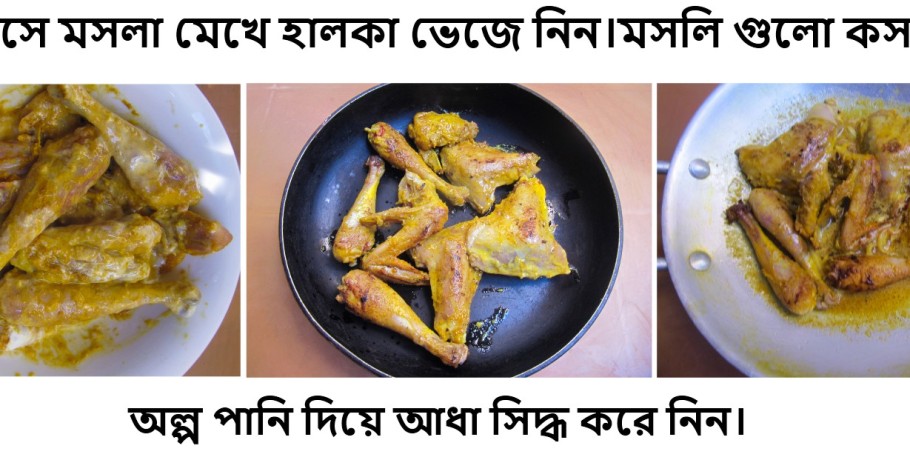 সে মসলা মেখে হালকা ভেজে নিন।মসলি গুলো কস
অল্প পানি দিয়ে আধা সিদ্ধ করে নিন।